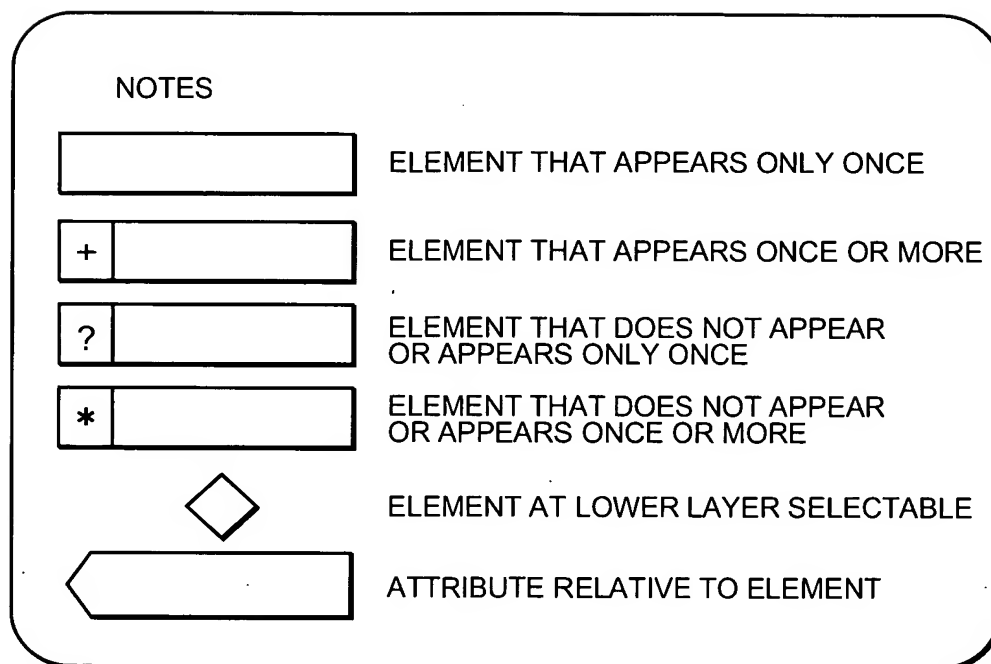 NOTES
ELEMENT THAT APPEARS ONLY ONCE
+ ELEMENT THAT APPEARS ONCE OR MORE
? ELEMENT THAT DOES NOT APPEAR
OR APPEARS ONLY ONCE
* ELEMENT THAT DOES NOT APPEAR
OR APPEARS ONCE OR MORE
ELEMENT AT LOWER LAYER SELECTABLE
ATTRIBUTE RELATIVE TO ELEMENT